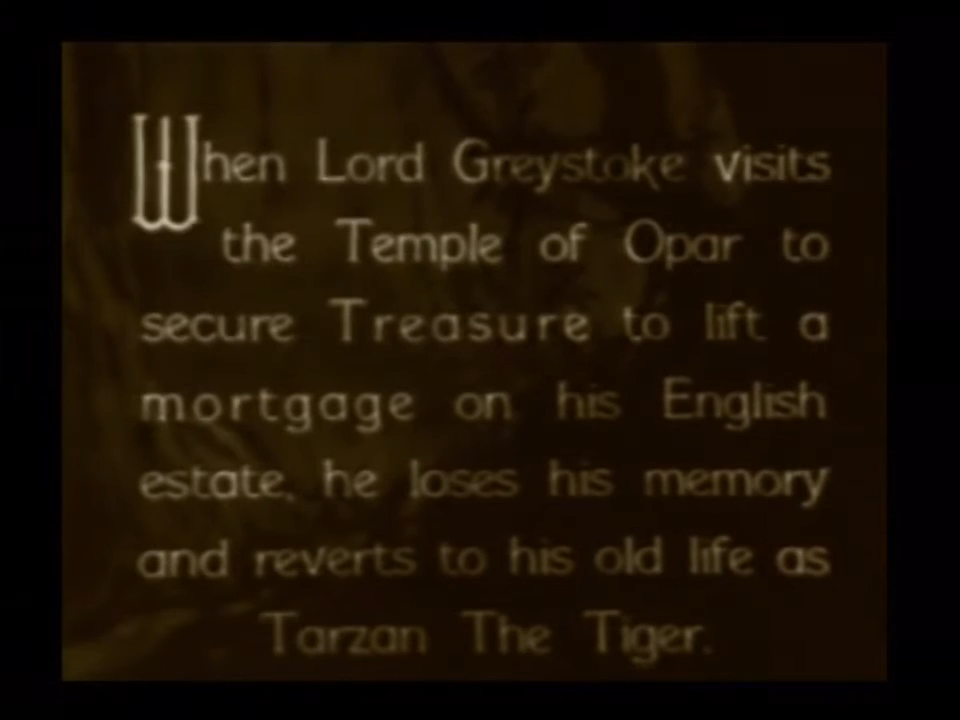 When Lord Greystoke visits
the Temple of Opar to
secure Treasure to lift a
mortgage on his English
estate, he loses his memory
and reverts to his old life as
Tarzan The Tiger.